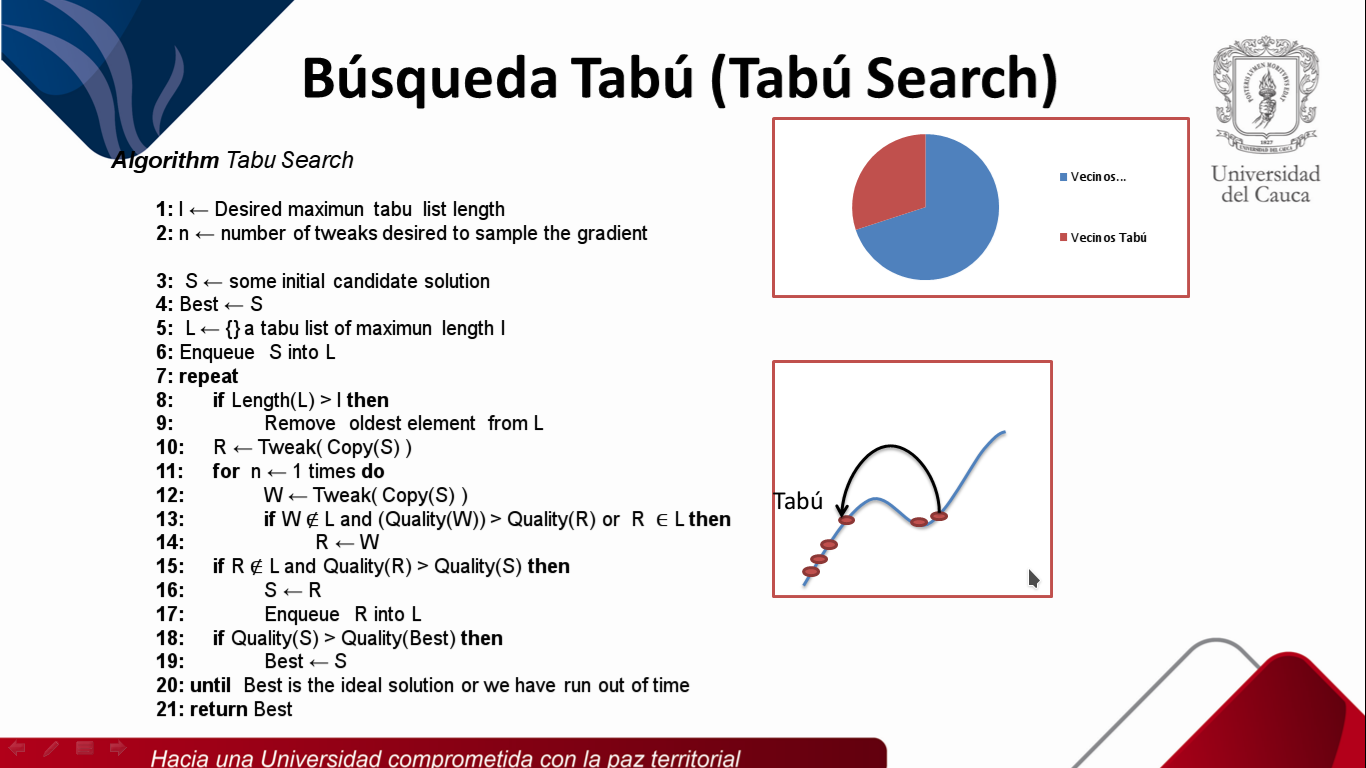 Búsqueda Tabú (Tabú Search)
Algorithm Tabu Search
1: l ← Desired maximun tabu list length
2: n ← number of tweaks desired to sample the gradient
3: S ← some initial candidate solution
4: Best ← S
5: L ← {} a tabu list of maximun length l
6: Enqueue S into L
7: repeat
8: if Length(L) > l then
9: Remove oldest element from L
10: R ← Tweak( Copy(S) )
11: for n ← 1 times do
12: W ← Tweak( Copy(S) )
13: if W ∉ L and (Quality(W)) > Quality(R) or R ∈ L then
14: R ← W
15: if R ∉ L and Quality(R) > Quality(S) then
16: S ← R
17: Enqueue R into L
18: if Quality(S) > Quality(Best) then
19: Best ← S
20: until Best is the ideal solution or we have run out of time
21: return Best
Vecinos...
Vecinos Tabú
Tabú
1827
Universidad
del Cauca
Hacia una Universidad comprometida con la paz territorial